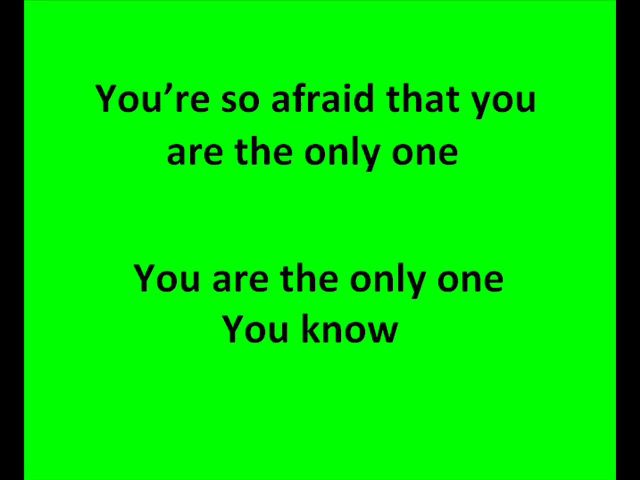 You’re so afraid that you
are the only one
You are the only one
You know